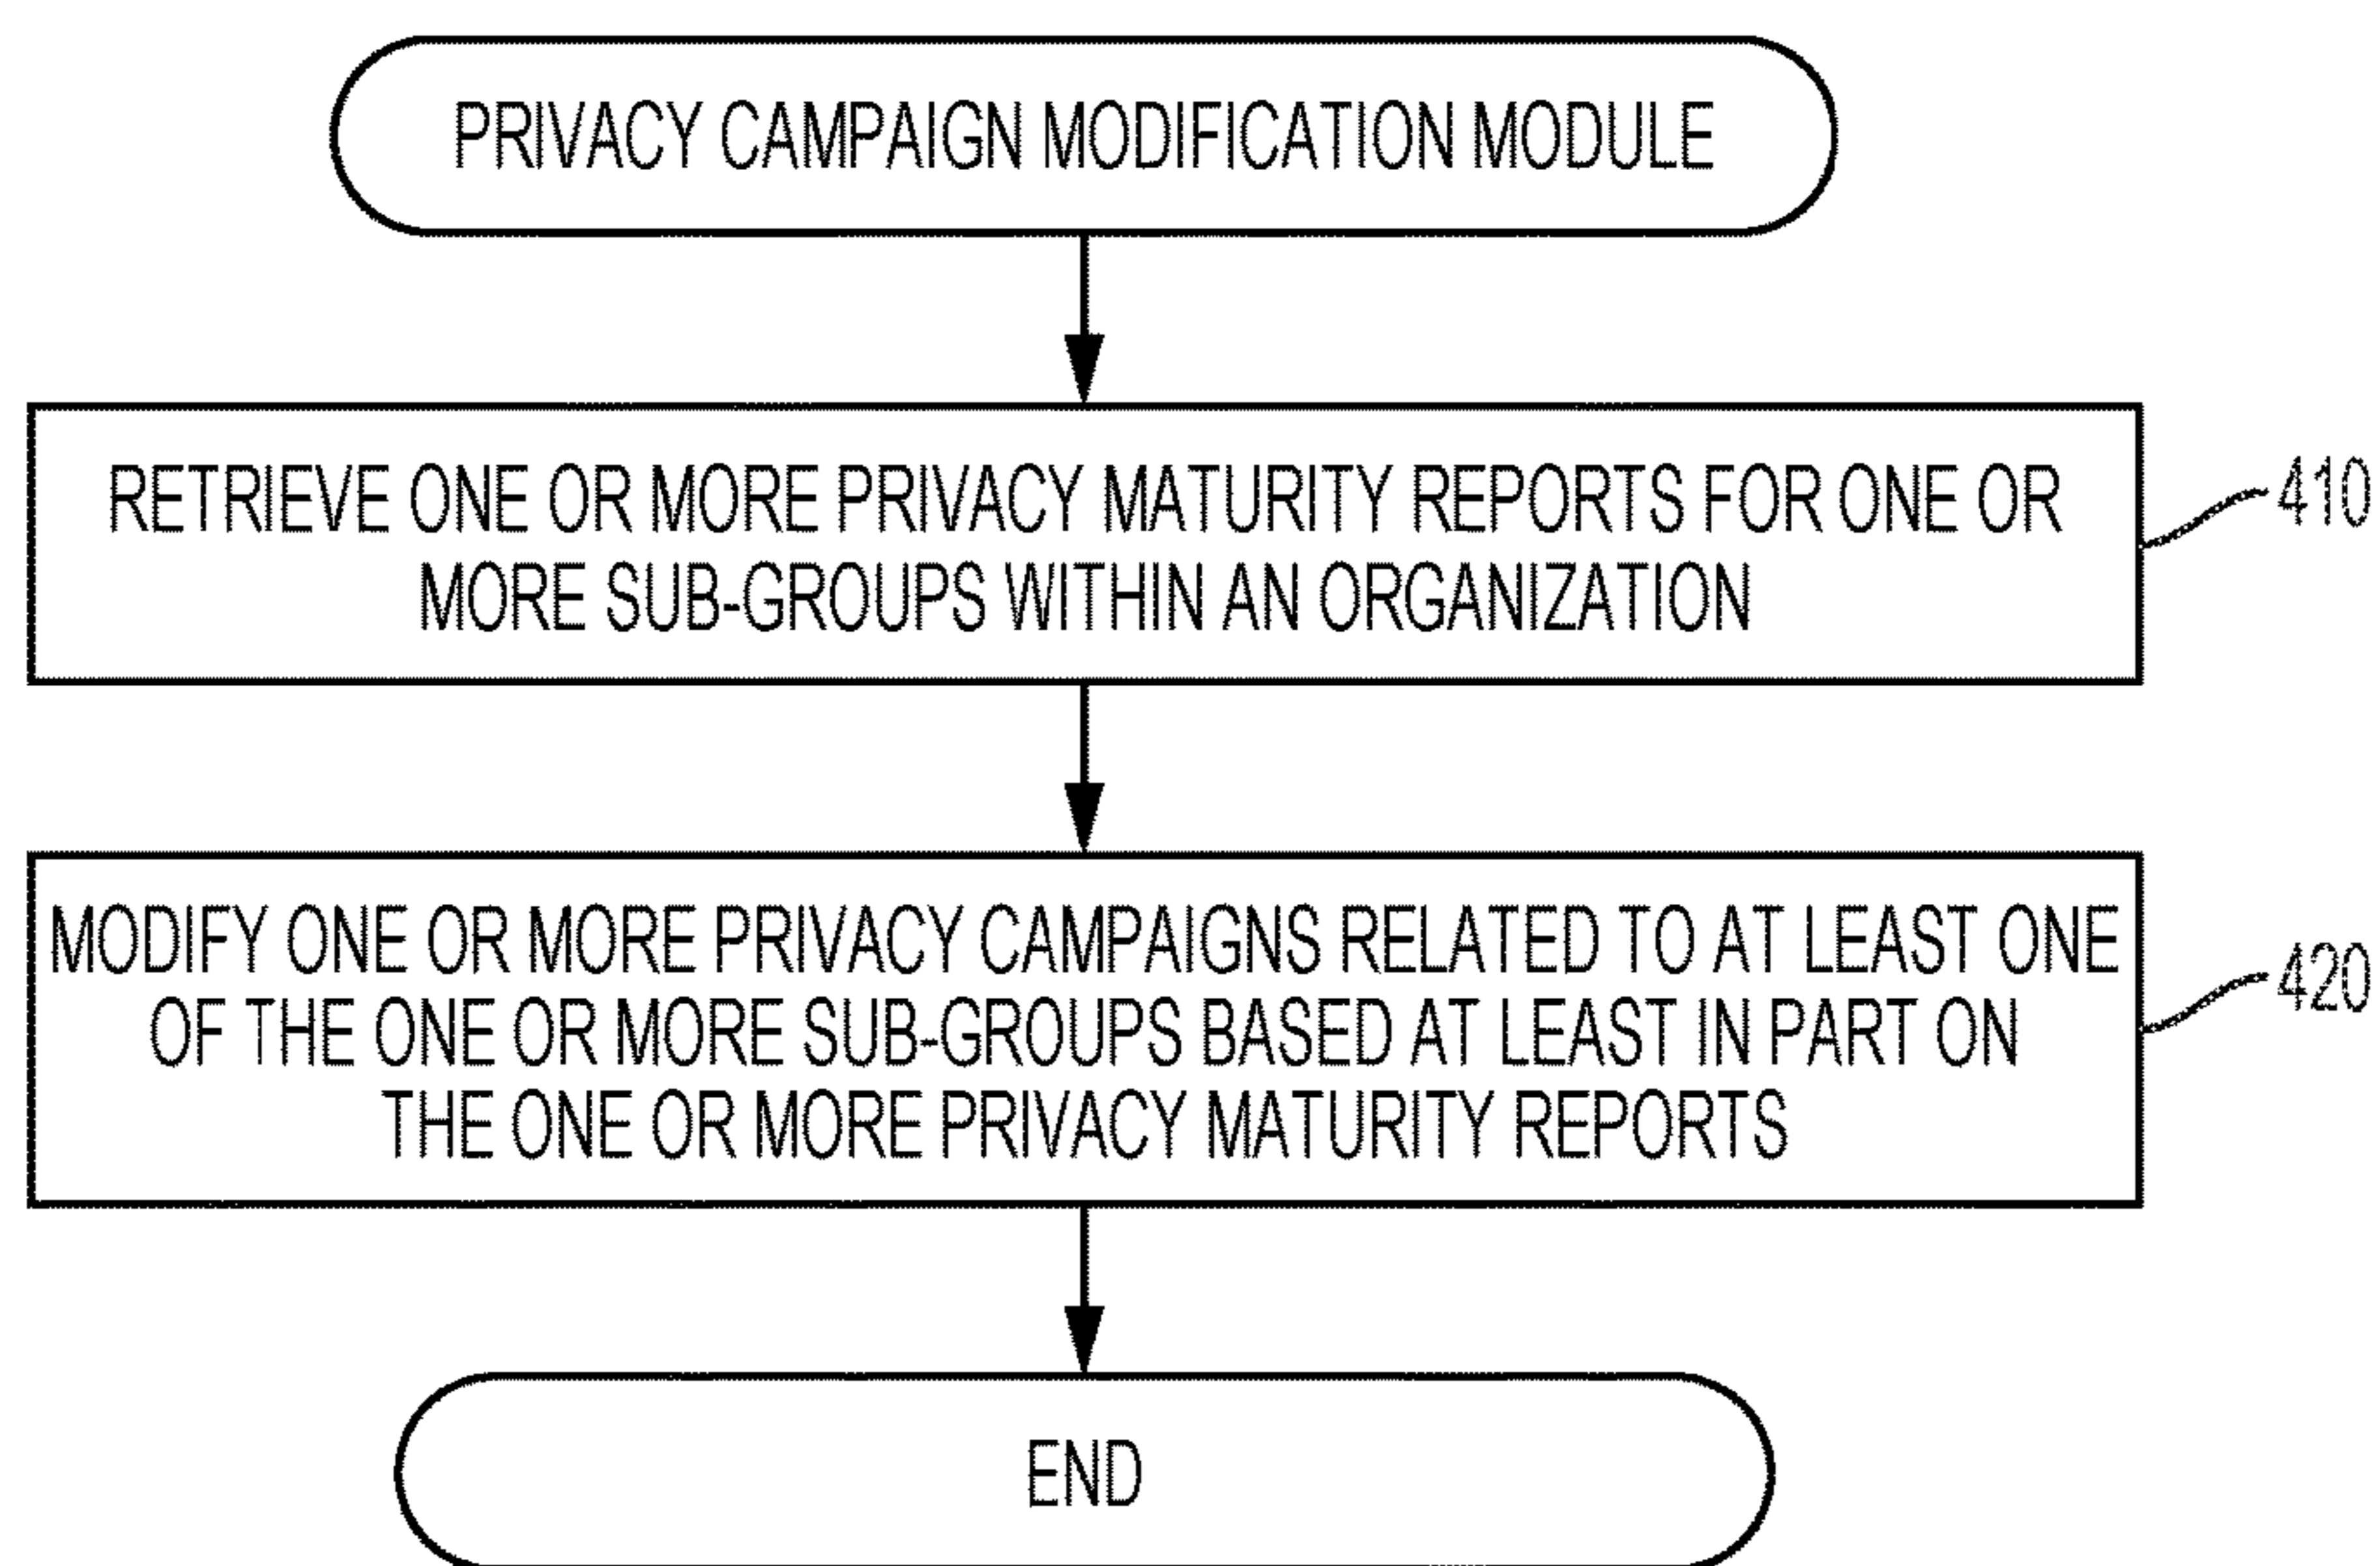 PRIVACY CAMPAIGN MODIFICATION MODULE
RETRIEVE ONE OR MORE PRIVACY MATURITY REPORTS FOR ONE OR
MORE SUB-GROUPS WITHIN AN ORGANIZATION
410
MODIFY ONE OR MORE PRIVACY CAMPAIGNS RELATED TO AT LEAST ONE
OF THE ONE OR MORE SUB-GROUPS BASED AT LEAST IN PART ON
THE ONE OR MORE PRIVACY MATURITY REPORTS
420
END